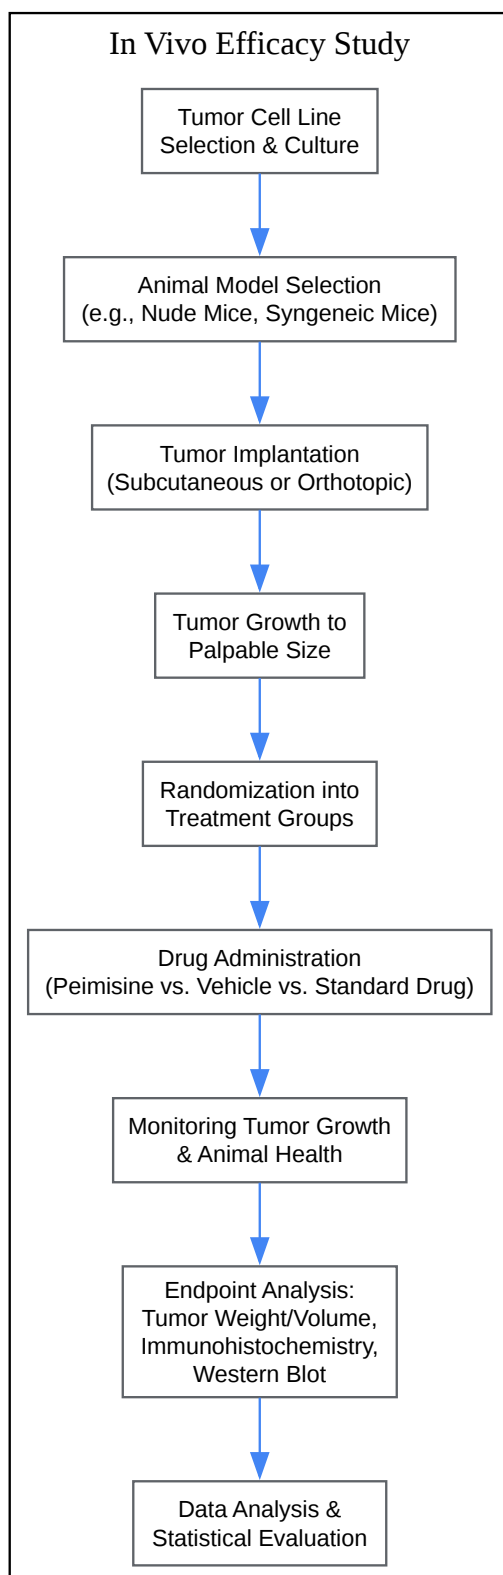 In Vivo Efficacy Study
Tumor Cell Line
Selection & Culture
Animal Model Selection
(e.g., Nude Mice, Syngeneic Mice)
Tumor Implantation
(Subcutaneous or Orthotopic)
Tumor Growth to
Palpable Size
Randomization into
Treatment Groups
Drug Administration
(Peimisine vs. Vehicle vs. Standard Drug)
Monitoring Tumor Growth
& Animal Health
Endpoint Analysis:
Tumor Weight/Volume,
Immunohistochemistry,
Western Blot
Data Analysis &
Statistical Evaluation